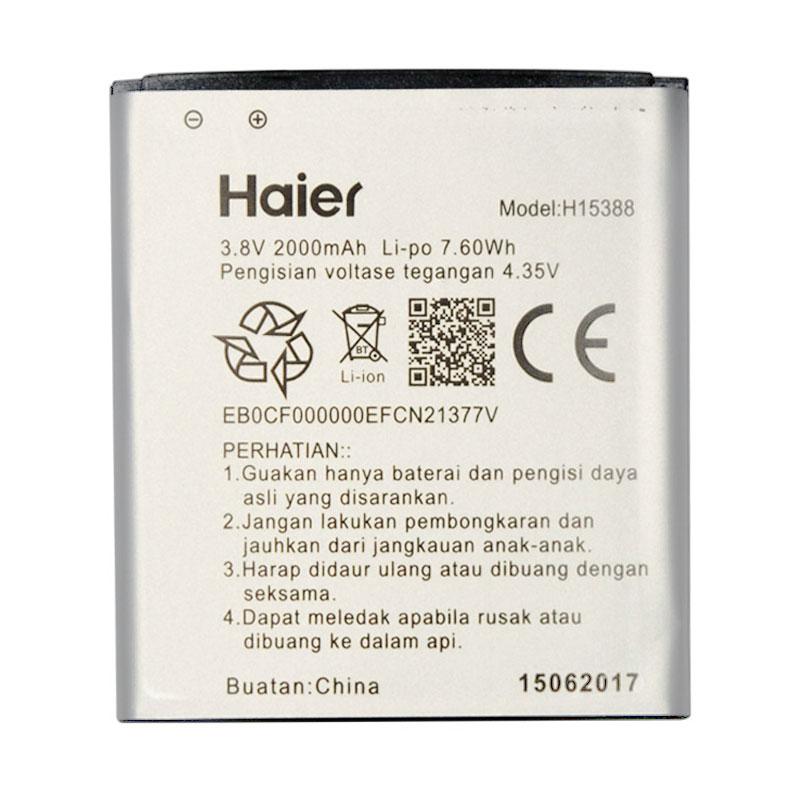 Haier
Model:H15388
3.8V 2000mAh Li-po 7.60Wh
Pengisian voltase tegangan 4.35V
BT
Li-ion
CE
EB0CF000000EFCN21377V
PERHATIAN::
1.Guakan hanya baterai dan pengisi daya
asli yang disarankan.
2.Jangan lakukan pembongkaran dan
jauhkan dari jangkauan anak-anak.
3.Harap didaur ulang atau dibuang dengan
seksama.
4.Dapat meledak apabila rusak atau
dibuang ke dalam api.
Buatan:China
15062017